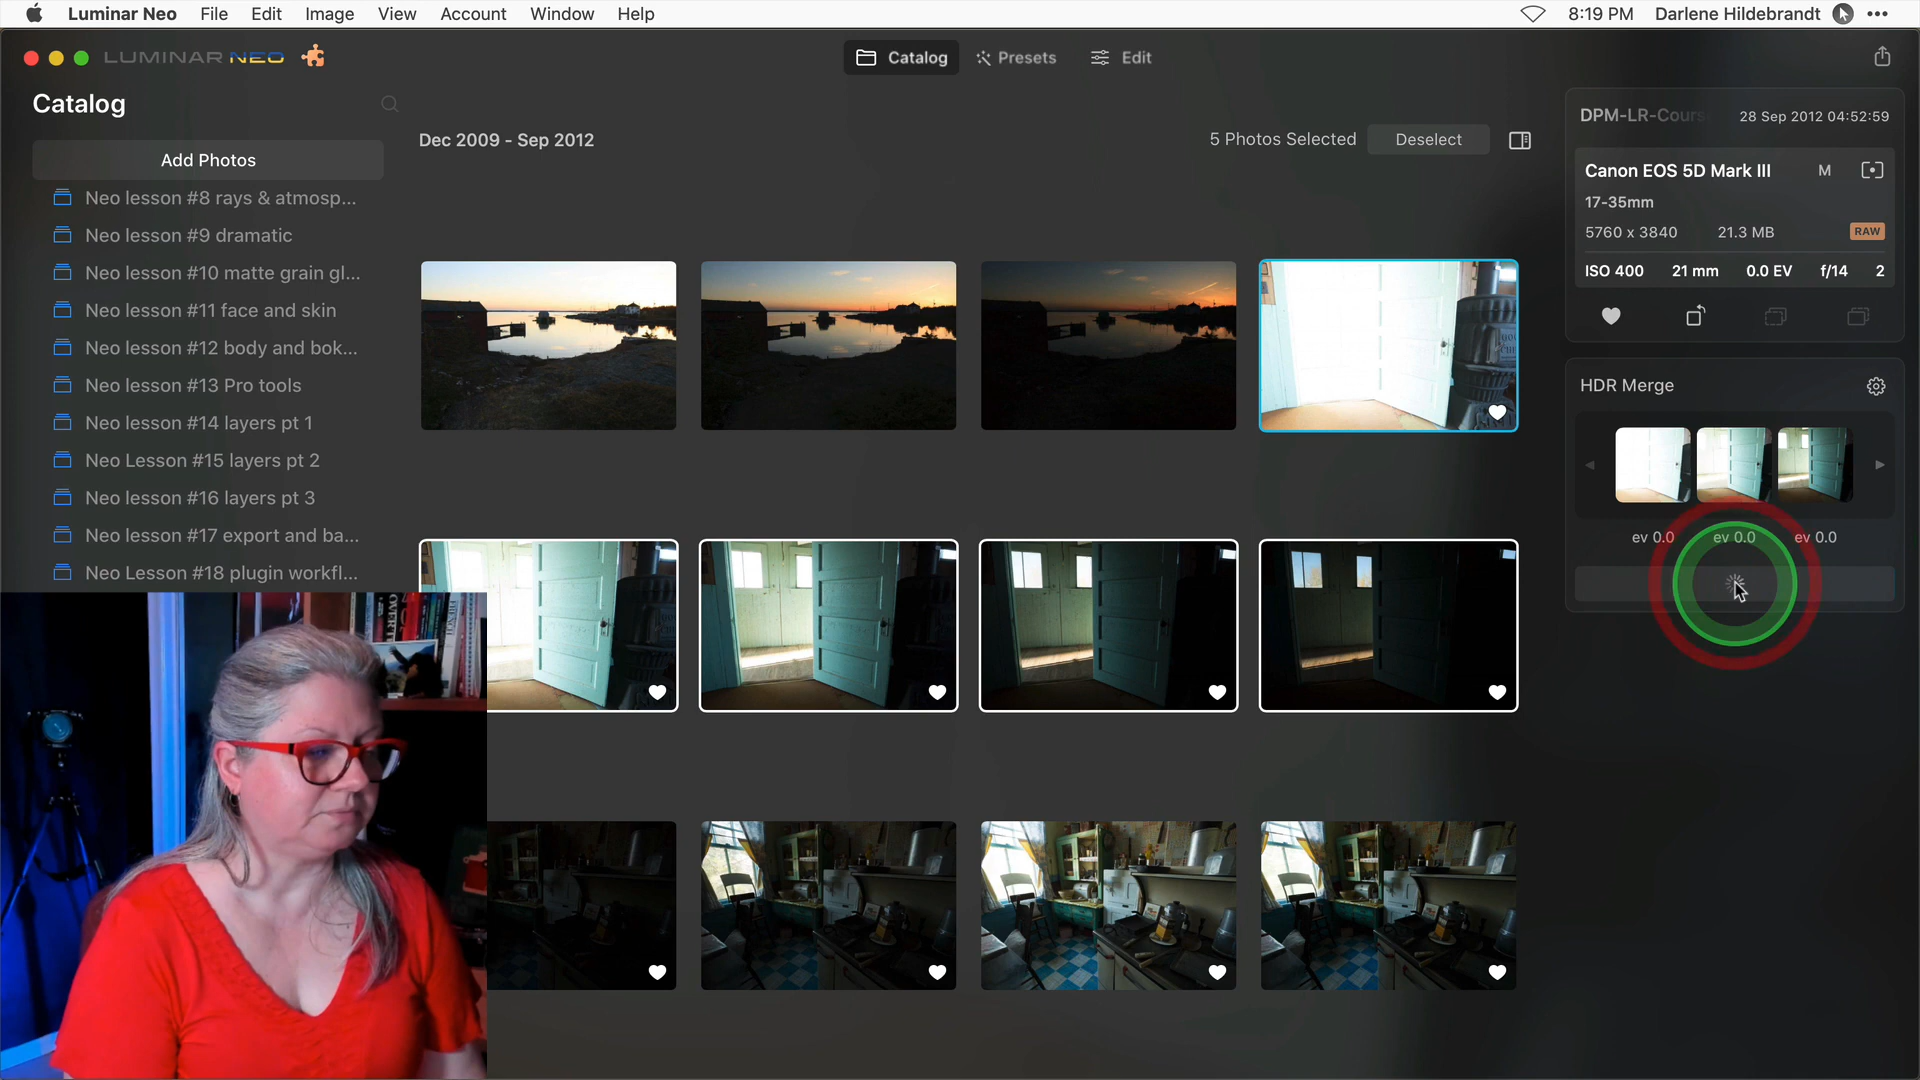 Luminar Neo File Edit Image View Account Window Help 8:19 PM Darlene Hildebrandt
LUMINAR NEO Catalog Presets Edit
Catalog
Add Photos
Neo lesson #8 rays & atmosp...
Neo lesson #9 dramatic
Neo lesson #10 matte grain gl...
Neo lesson #11 face and skin
Neo lesson #12 body and bok...
Neo lesson #13 Pro tools
Neo lesson #14 layers pt 1
Neo Lesson #15 layers pt 2
Neo lesson #16 layers pt 3
Neo lesson #17 export and ba...
Neo Lesson #18 plugin workfl...
Dec 2009 - Sep 2012
5 Photos Selected Deselect
DPM-LR-Cours 28 Sep 2012 04:52:59
Canon EOS 5D Mark III M
17-35mm
5760 x 3840 21.3 MB RAW
ISO 400 21 mm 0.0 EV f/14 2
HDR Merge
ev 0.0 ev 0.0 ev 0.0